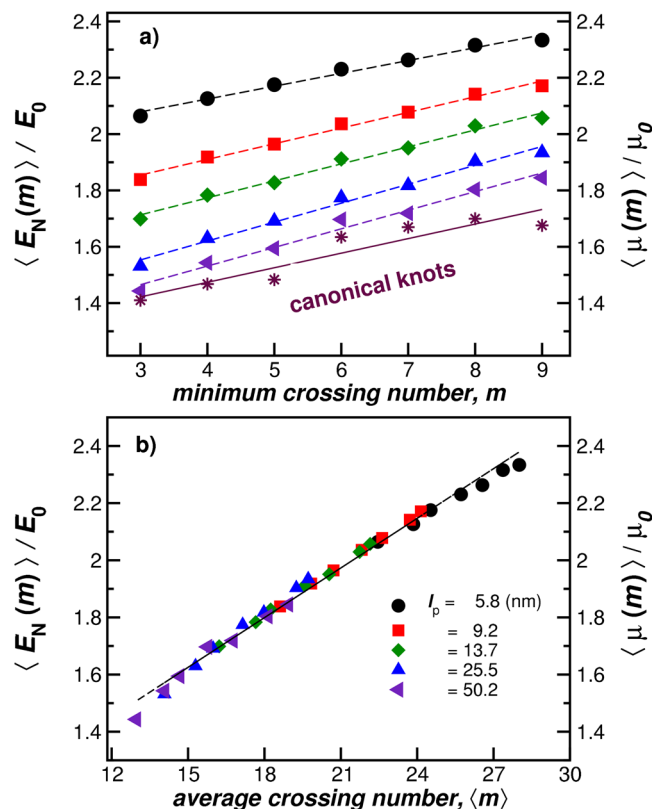 a)
2.4
2.2
2
1.8
1.6
1.4
⟨ E_N (m) ⟩ / E_0
2.4
2.2
2
1.8
1.6
1.4
⟨ μ (m) ⟩ / μ_0
canonical knots
3 4 5 6 7 8 9
minimum crossing number, m
b)
2.4
2.2
2
1.8
1.6
1.4
⟨ E_N (m) ⟩ / E_0
2.4
2.2
2
1.8
1.6
1.4
⟨ μ (m) ⟩ / μ_0
l_p = 5.8 (nm)
= 9.2
= 13.7
= 25.5
= 50.2
12 15 18 21 24 27 30
average crossing number, ⟨m⟩